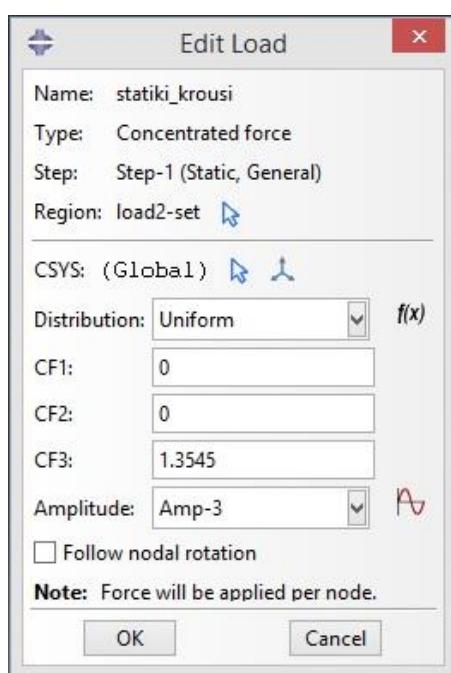 Edit Load
Name: statiki_krousi
Type: Concentrated force
Step: Step-1 (Static, General)
Region: load2-set
CSYS: (Global)
Distribution: Uniform f(x)
CF1: 0
CF2: 0
CF3: 1.3545
Amplitude: Amp-3
Follow nodal rotation
Note: Force will be applied per node.
OK Cancel